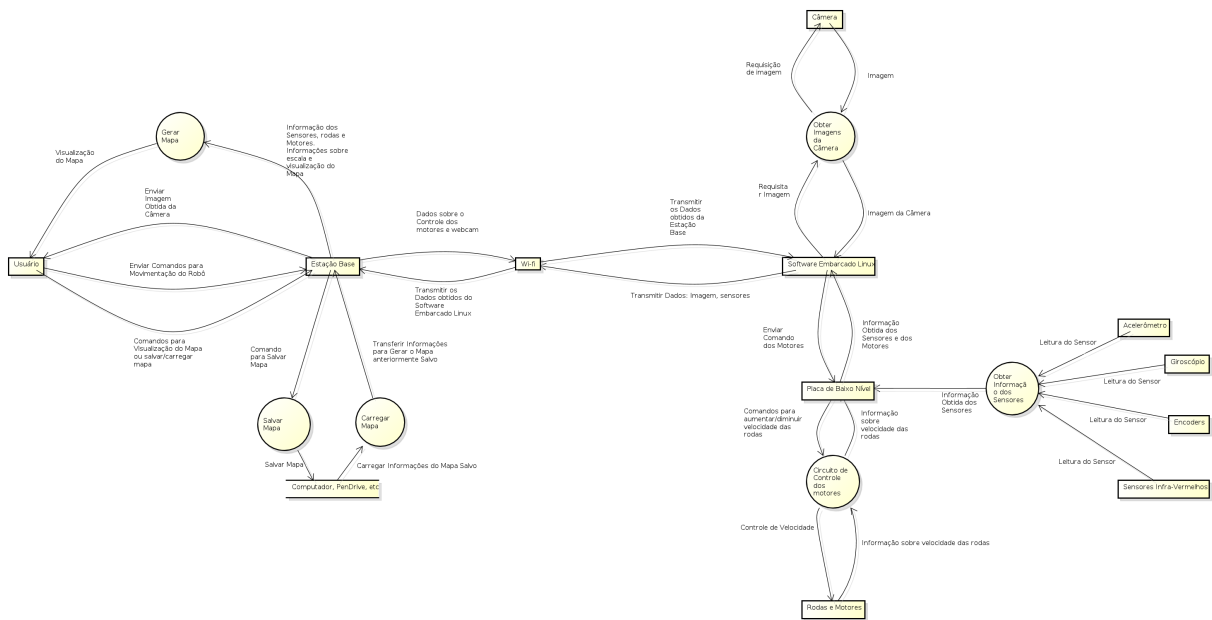 Câmera
Requisição
de imagem
Imagem
Obter
Imagens
da
Câmera
Gerar
Mapa
Informação dos
Sensores, rodas e
Motores.
Informações sobre
escala e
visualização do
Mapa
Visualização
do Mapa
Enviar
Imagem
Obtida da
Câmera
Requisita
r Imagem
Imagem da Câmera
Transmitir
os Dados
obtidos da
Estação
Base
Dados sobre o
Controle dos
motores e webcam
Usuário
Enviar Comandos para
Movimentação do Robô
Estação Base
Wi-fi
Software Embarcado Linux
Transmitir os
Dados obtidos do
Software
Embarcado Linux
Transmitir Dados: Imagem, sensores
Comandos para
Visualização do Mapa
ou salvar/carregar
mapa
Comando
para Salvar
Mapa
Transferir Informações
para Gerar o Mapa
anteriormente Salvo
Enviar
Comando
dos Motores
Informação
Obtida dos
Sensores e dos
Motores
Acelerômetro
Leitura do Sensor
Giroscópio
Leitura do Sensor
Obter
Informaçã
o dos
Sensores
Placa de Baixo Nível
Informação
Obtida dos
Sensores
Encoders
Leitura do Sensor
Leitura do Sensor
Sensores Infra-Vermelhos
Salvar
Mapa
Carregar
Mapa
Comandos para
aumentar/diminuir
velocidade das
rodas
Informação
sobre
velocidade das
rodas
Salvar Mapa
Carregar Informações do Mapa Salvo
Computador, PenDrive, etc
Circuito de
Controle
dos
motores
Controle de Velocidade
Informação sobre velocidade das rodas
Rodas e Motores